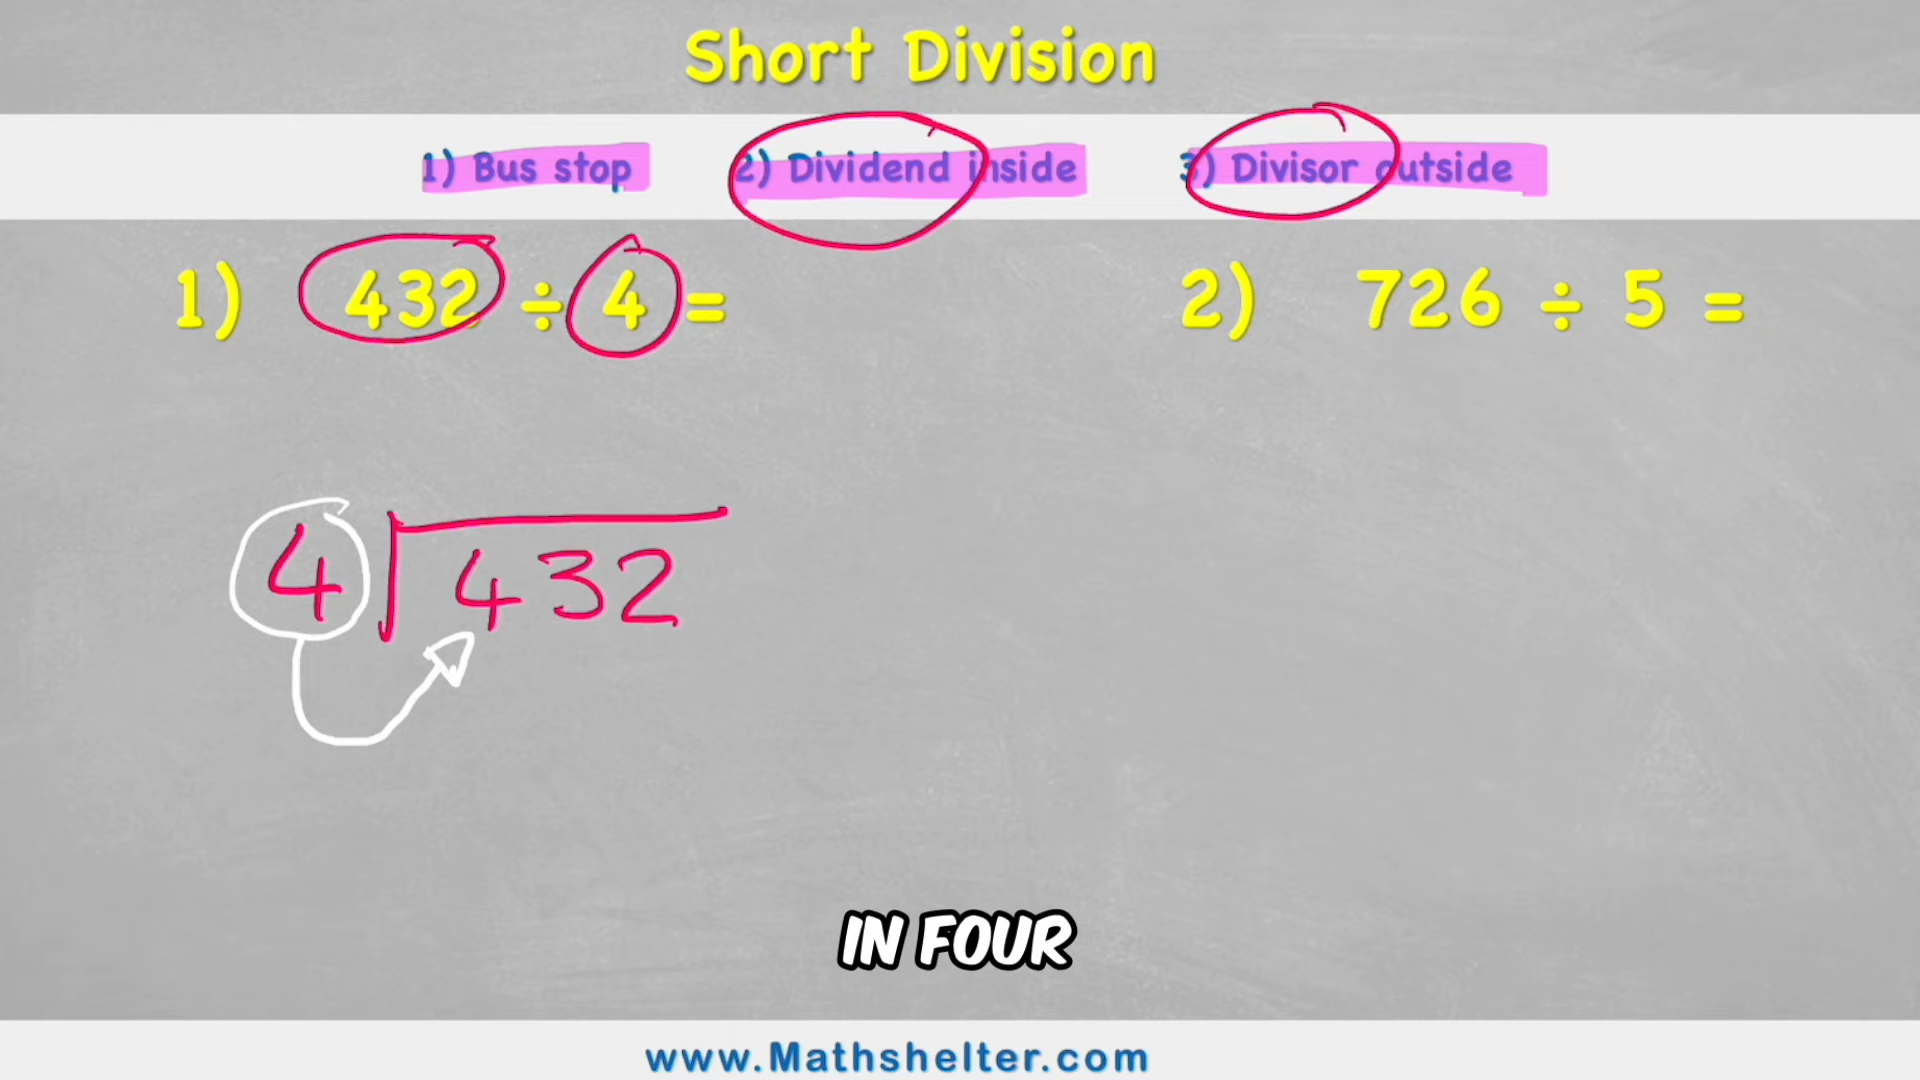 Short Division
1) Bus stop 2) Dividend inside 3) Divisor outside
1) 432 ÷ 4 = 2) 726 ÷ 5 =
4 432
IN FOUR
www.Mathshelter.com